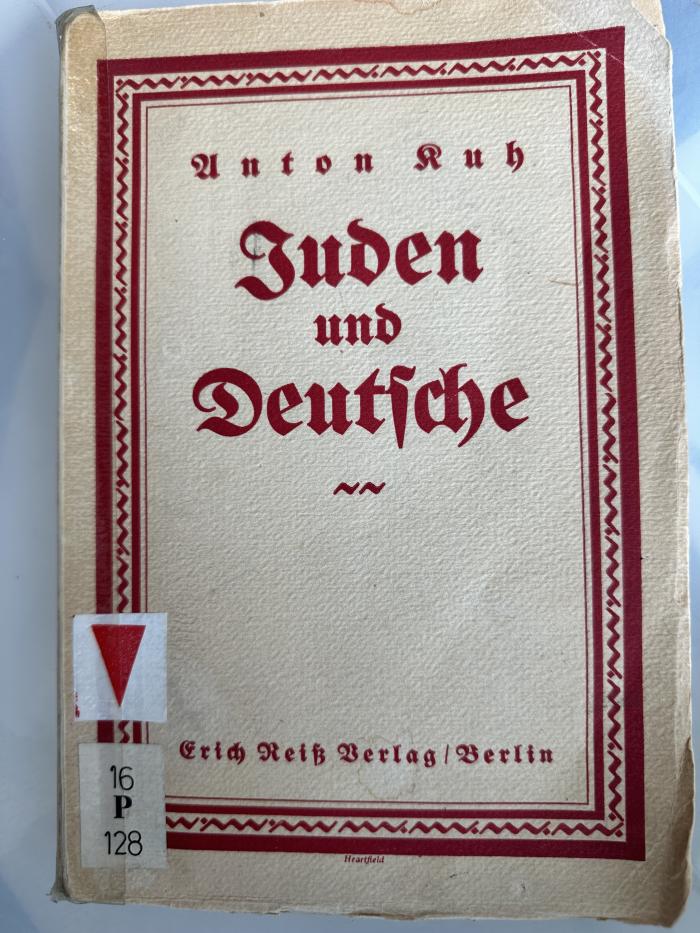 Anton Kuh
Juden
und
Deutsche
Erich Reiß Verlag / Berlin
Heartfield
16
P
128